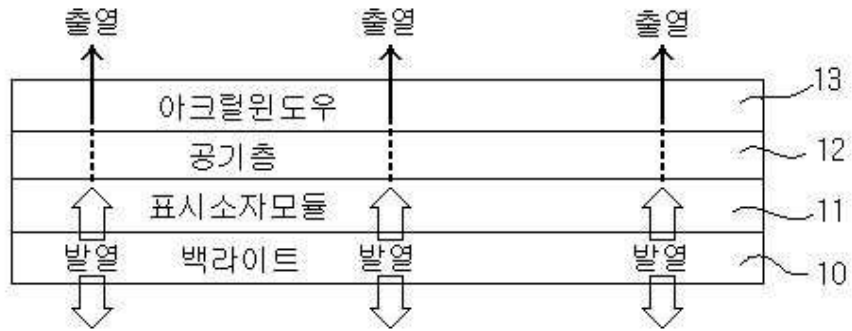 출열 출열 출열
아크럴윈도우 13
공기층 12
표시소자모듈 11
발열 백라이트 발열 발열 10